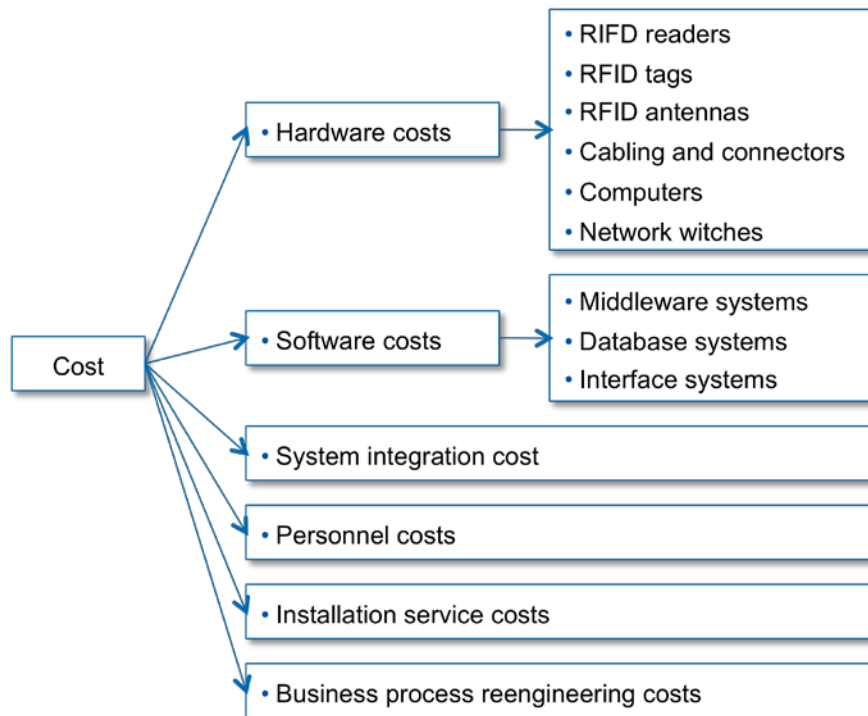 Cost
• Hardware costs
• RIFD readers
• RFID tags
• RFID antennas
• Cabling and connectors
• Computers
• Network witches
• Software costs
• Middleware systems
• Database systems
• Interface systems
• System integration cost
• Personnel costs
• Installation service costs
• Business process reengineering costs